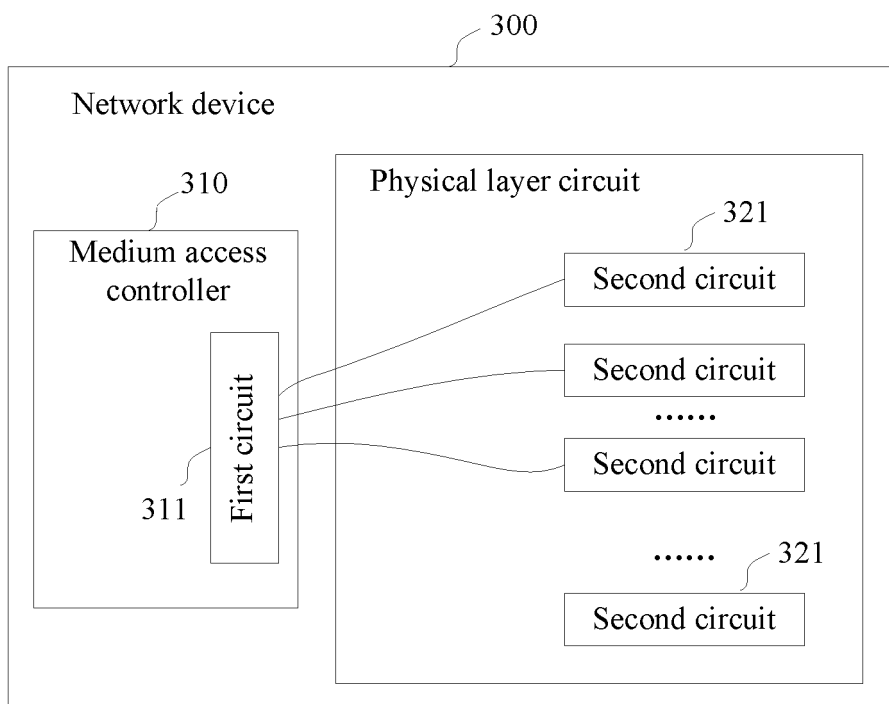 300
Network device
310
Physical layer circuit
321
Medium access
controller
Second circuit
Second circuit
......
First circuit
Second circuit
311
......
321
Second circuit